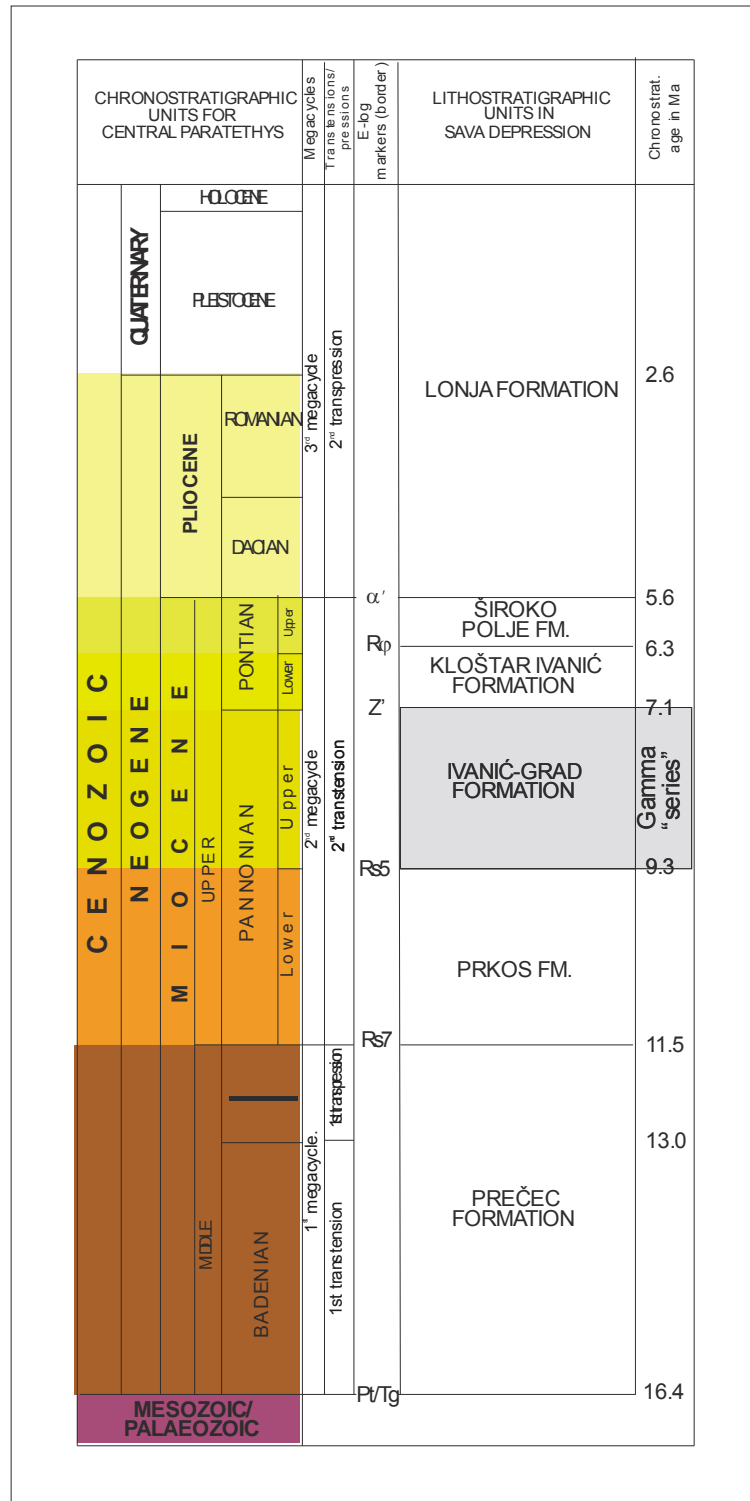 CHRONOSTRATIGRAPHIC
UNITS FOR
CENTRAL PARATETHYS
Megacycles
Transtensions/
pressions
E-log
markers (border)
LITHOSTRATIGRAPHIC
UNITS IN
SAVA DEPRESSION
Chronostrat.
age in Ma
CENOZOIC
QUATERNARY
NEOGENE
HOLOCENE
PLEISTOCENE
PLIOCENE
ROMANIAN
DACIAN
MIOCENE
UPPER
PONTIAN
Upper
Lower
PANNONIAN
Upper
Lower
MIDDLE
BADENIAN
MESOZOIC/
PALAEOZOIC
3rd megacycle
2nd megacycle
1st megacycle.
2nd transpression
2nd transtension
1st transpression
1st transtension
α'
Rφ
Z'
Rs5
Rs7
Pt/Tg
LONJA FORMATION
ŠIROKO
POLJE FM.
KLOŠTAR IVANIĆ
FORMATION
IVANIĆ-GRAD
FORMATION
PRKOS FM.
PREČEC
FORMATION
2.6
5.6
6.3
7.1
Gamma
“series”
9.3
11.5
13.0
16.4